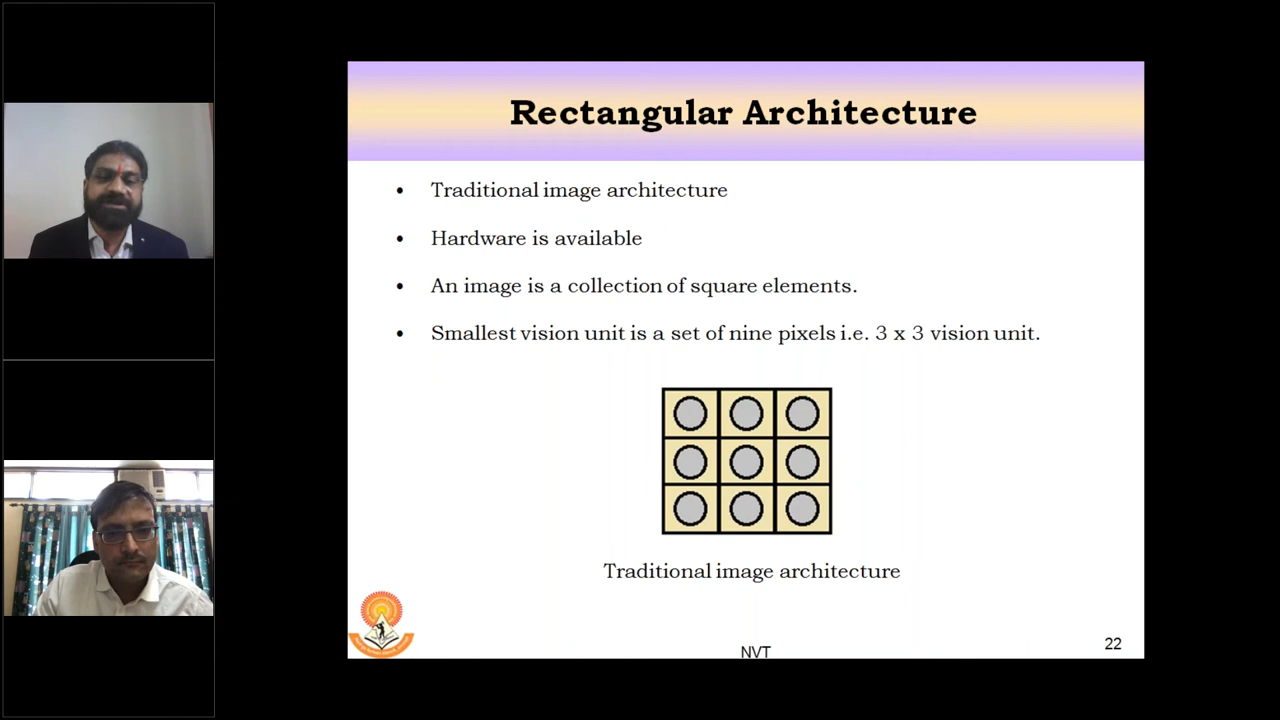 Rectangular Architecture
• Traditional image architecture
• Hardware is available
• An image is a collection of square elements.
• Smallest vision unit is a set of nine pixels i.e. 3 x 3 vision unit.
Traditional image architecture
NVT
22